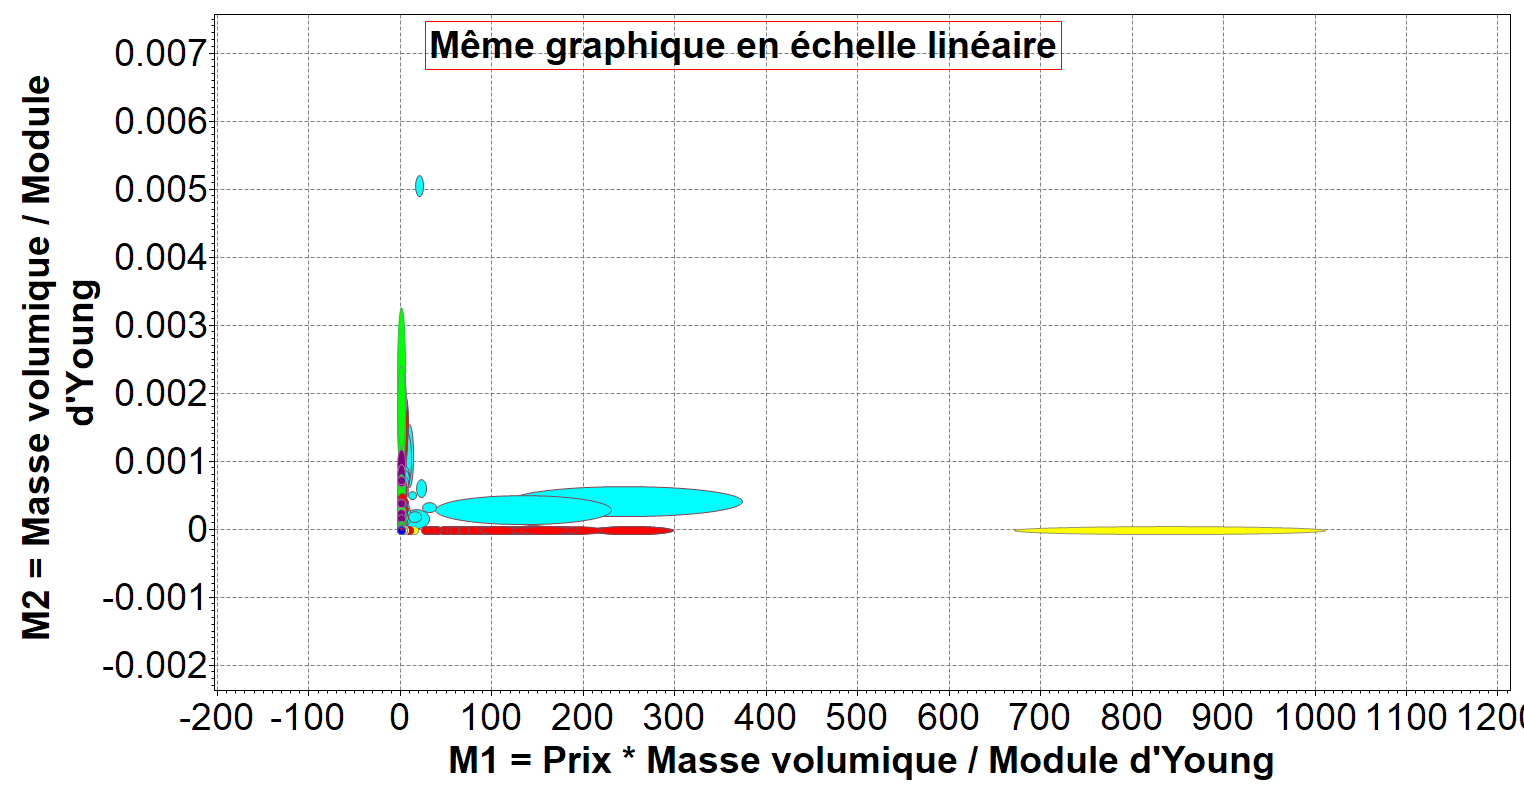 Même graphique en échelle linéaire
0.007
0.006
0.005
0.004
0.003
0.002
0.001
0
-0.001
-0.002
M2 = Masse volumique / Module
d'Young
-200 -100 0 100 200 300 400 500 600 700 800 900 1000 1100 1200
M1 = Prix * Masse volumique / Module d'Young